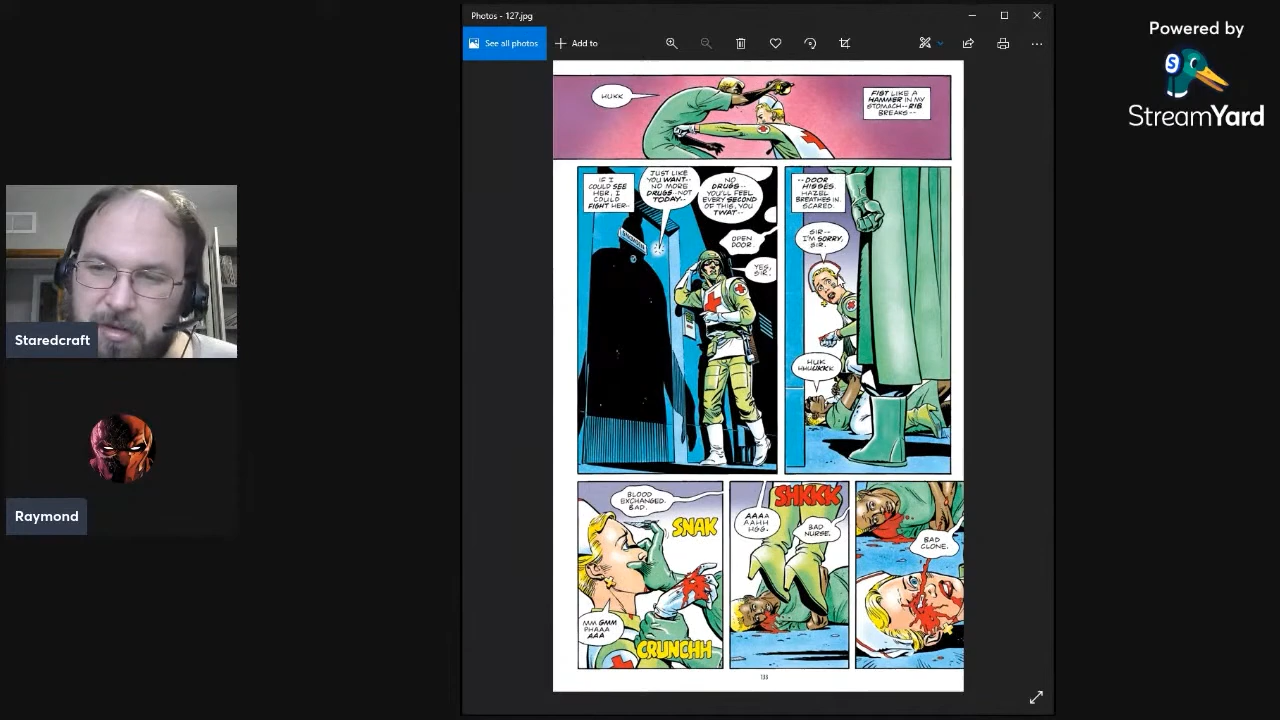 Photos - 127.jpg
See all photos
Add to
Powered by
StreamYard
S
Staredcraft
Raymond
HUKK
FIST LIKE A
HAMMER IN MY
STOMACH--RIB
BREAKS--
IF I
COULD SEE
HER, I
COULD
FIGHT HER--
JUST LIKE
YOU WANT--
NO MORE
DRUGS--NOT
TODAY--
NO
DRUGS--
YOU'LL FEEL
EVERY SECOND
OF THIS, YOU
TWAT--
OPEN
DOOR.
YES,
SIR.
--DOOR
HISSES.
HAZEL
BREATHES IN.
SCARED.
SIR--
I'M SORRY,
SIR.
HUK
HHUUKKK
BLOOD
EXCHANGED.
BAD.
SNAK
MM GMM
PHAAA
AAA
CRUNCHH
SHKKK
AAAA
AAHH
HGG.
BAD
NURSE.
BAD
CLONE.
133